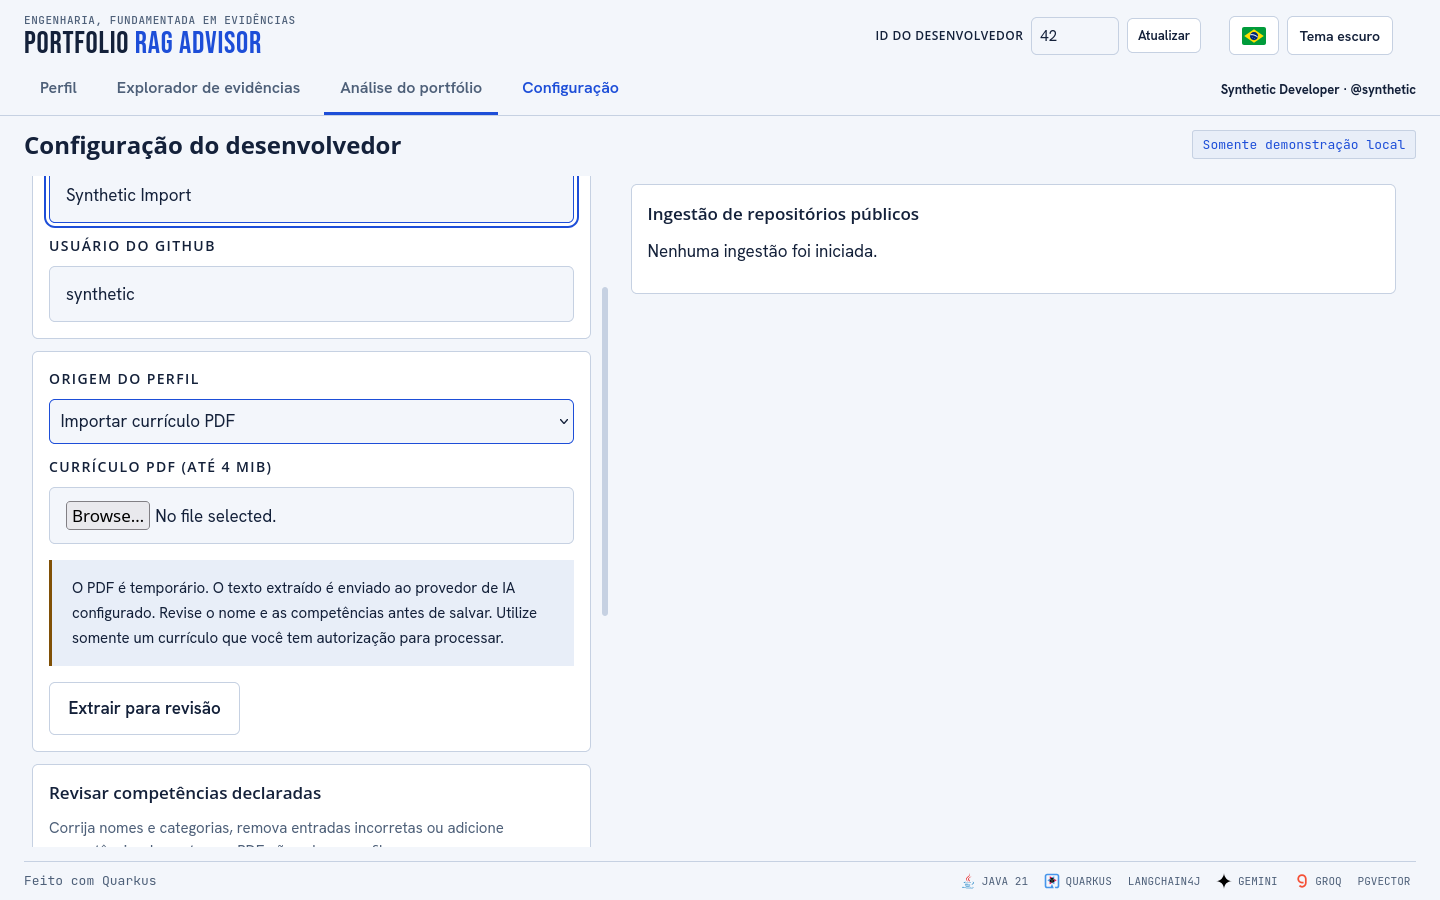 ENGENHARIA, FUNDAMENTADA EM EVIDÊNCIAS
PORTFOLIO RAG ADVISOR
ID DO DESENVOLVEDOR
42
Atualizar
Tema escuro
Perfil
Explorador de evidências
Análise do portfólio
Configuração
Synthetic Developer · @synthetic
Configuração do desenvolvedor
Somente demonstração local
Synthetic Import
USUÁRIO DO GITHUB
synthetic
ORIGEM DO PERFIL
Importar currículo PDF
CURRÍCULO PDF (ATÉ 4 MIB)
Browse... No file selected.
O PDF é temporário. O texto extraído é enviado ao provedor de IA
configurado. Revise o nome e as competências antes de salvar. Utilize
somente um currículo que você tem autorização para processar.
Extrair para revisão
Revisar competências declaradas
Corrija nomes e categorias, remova entradas incorretas ou adicione
Ingestão de repositórios públicos
Nenhuma ingestão foi iniciada.
Feito com Quarkus
JAVA 21
QUARKUS
LANGCHAIN4J
GEMINI
GROQ
PGVECTOR